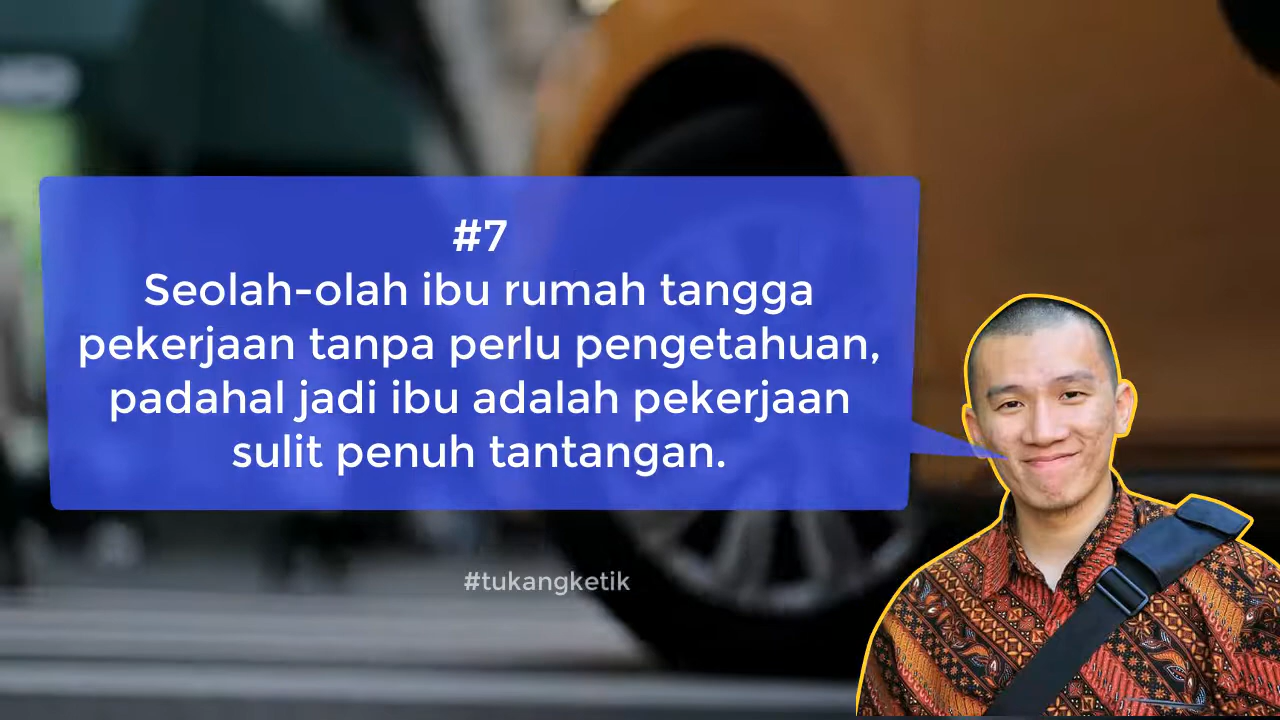 #7
Seolah-olah ibu rumah tangga
pekerjaan tanpa perlu pengetahuan,
padahal jadi ibu adalah pekerjaan
sulit penuh tantangan.
#tukangketik